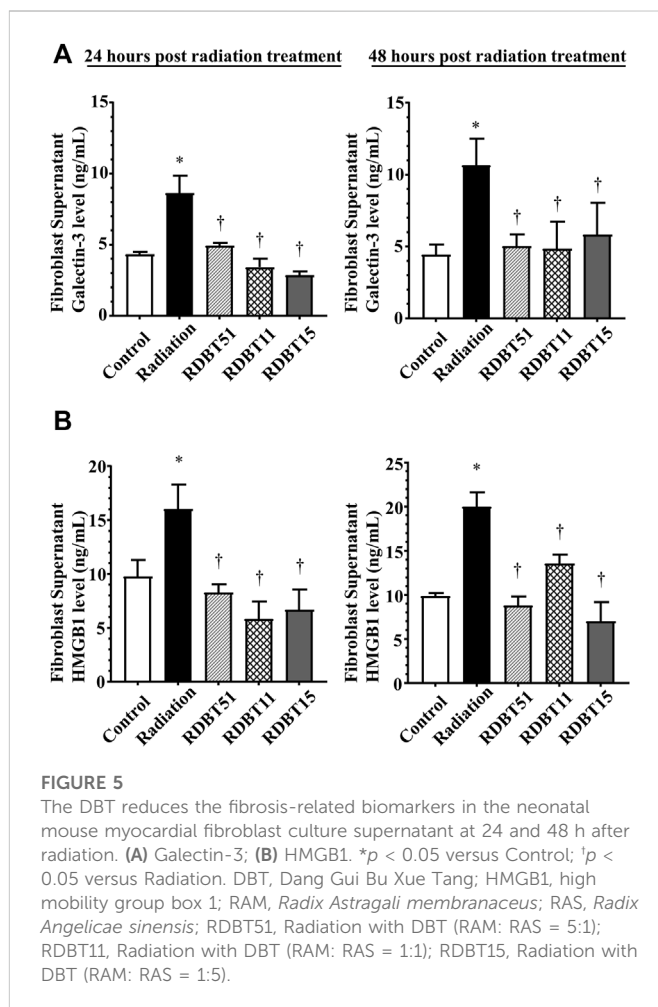 A 24 hours post radiation treatment 48 hours post radiation treatment
Fibroblast Supernatant
Galectin-3 level (ng/mL)
15
10
5
0
*
†
†
†
Control
Radiation
RDBT51
RDBT11
RDBT15
Fibroblast Supernatant
Galectin-3 level (ng/mL)
15
10
5
0
*
†
†
†
Control
Radiation
RDBT51
RDBT11
RDBT15
B
Fibroblast Supernatant
HMGB1 level (ng/mL)
20
15
10
5
0
*
†
†
†
Control
Radiation
RDBT51
RDBT11
RDBT15
Fibroblast Supernatant
HMGB1 level (ng/mL)
25
20
15
10
5
0
*
†
†
†
Control
Radiation
RDBT51
RDBT11
RDBT15
FIGURE 5
The DBT reduces the fibrosis-related biomarkers in the neonatal
mouse myocardial fibroblast culture supernatant at 24 and 48 h after
radiation. (A) Galectin-3; (B) HMGB1. *p < 0.05 versus Control; †p <
0.05 versus Radiation. DBT, Dang Gui Bu Xue Tang; HMGB1, high
mobility group box 1; RAM, Radix Astragali membranaceus; RAS, Radix
Angelicae sinensis; RDBT51, Radiation with DBT (RAM: RAS = 5:1);
RDBT11, Radiation with DBT (RAM: RAS = 1:1); RDBT15, Radiation with
DBT (RAM: RAS = 1:5).